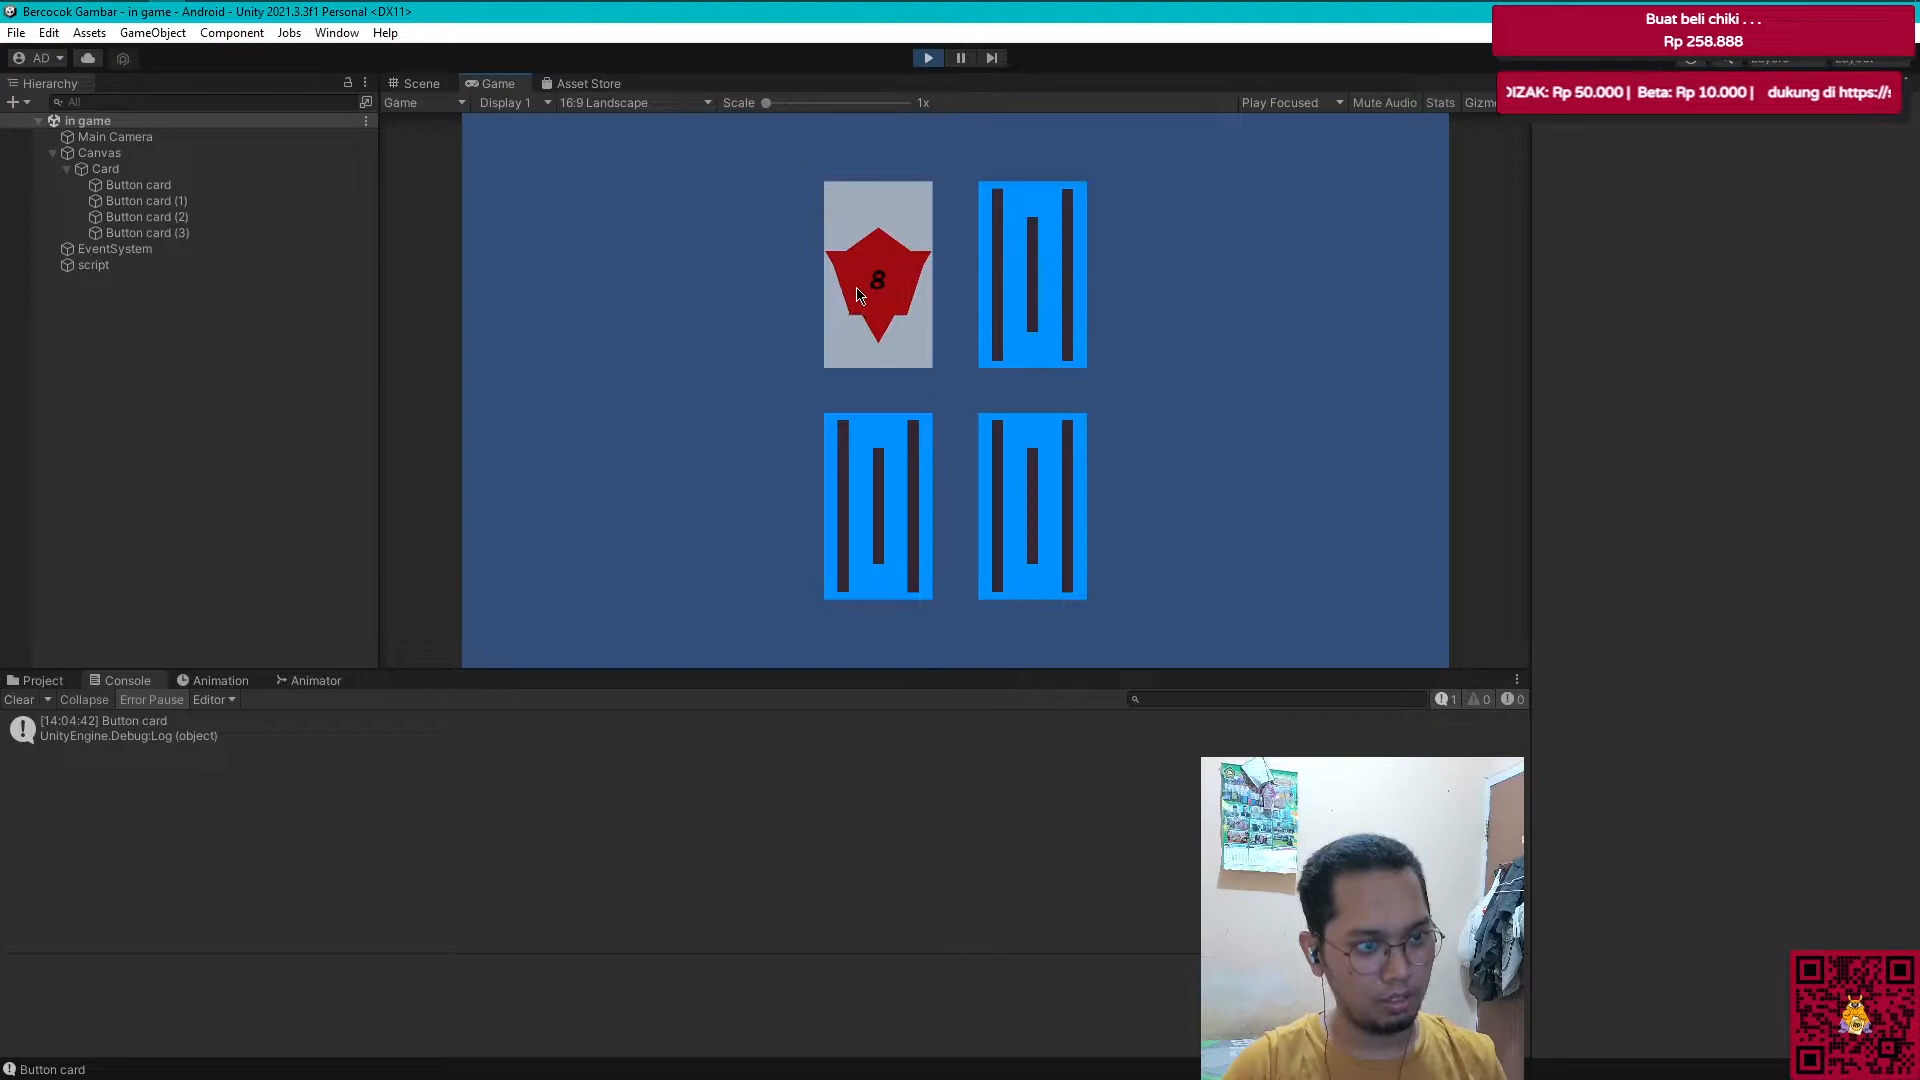 Bercocok Gambar - in game - Android - Unity 2021.3.3f1 Personal <DX11>
File Edit Assets GameObject Component Jobs Window Help
Buat beli chiki . . .
Rp 258.888
AD
Layers Layout
DIZAK: Rp 50.000 | Beta: Rp 10.000 | dukung di https://
Hierarchy
Scene Game Asset Store
All
Game Display 1 16:9 Landscape Scale 1x Play Focused Mute Audio Stats Gizm
in game
Main Camera
Canvas
Card
Button card
Button card (1)
Button card (2)
Button card (3)
EventSystem
script
8
Project Console Animation Animator
Clear Collapse Error Pause Editor 1 0 0
[14:04:42] Button card
UnityEngine.Debug:Log (object)
Button card